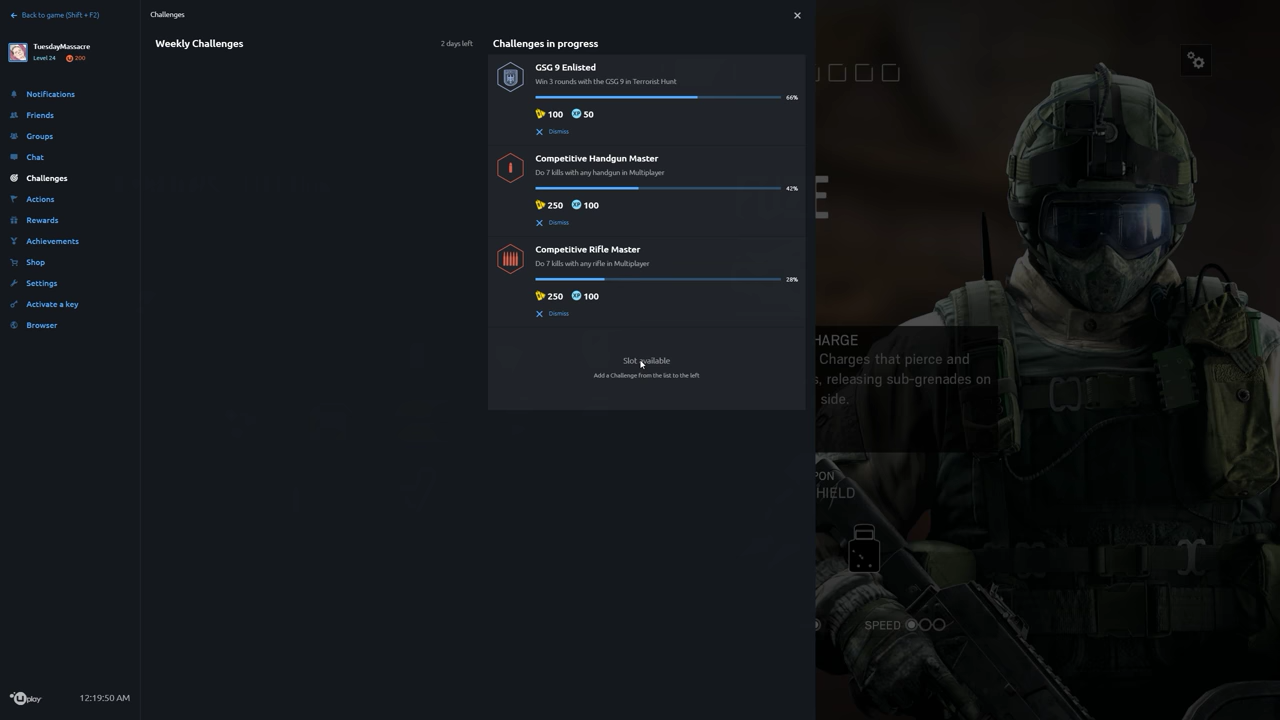 Back to game (Shift + F2)
Challenges
TuesdayMassacre
Level 24
200
Notifications
Friends
Groups
Chat
Challenges
Actions
Rewards
Achievements
Shop
Settings
Activate a key
Browser
uplay
12:19:50 AM
Weekly Challenges
2 days left
Challenges in progress
GSG 9 Enlisted
Win 3 rounds with the GSG 9 in Terrorist Hunt
66%
100
XP 50
Dismiss
Competitive Handgun Master
Do 7 kills with any handgun in Multiplayer
42%
250
XP 100
Dismiss
Competitive Rifle Master
Do 7 kills with any rifle in Multiplayer
28%
250
XP 100
Dismiss
Slot available
Add a Challenge from the list to the left
E
HARGE
Charges that pierce and
s, releasing sub-grenades on
side.
PON
HIELD
SPEED